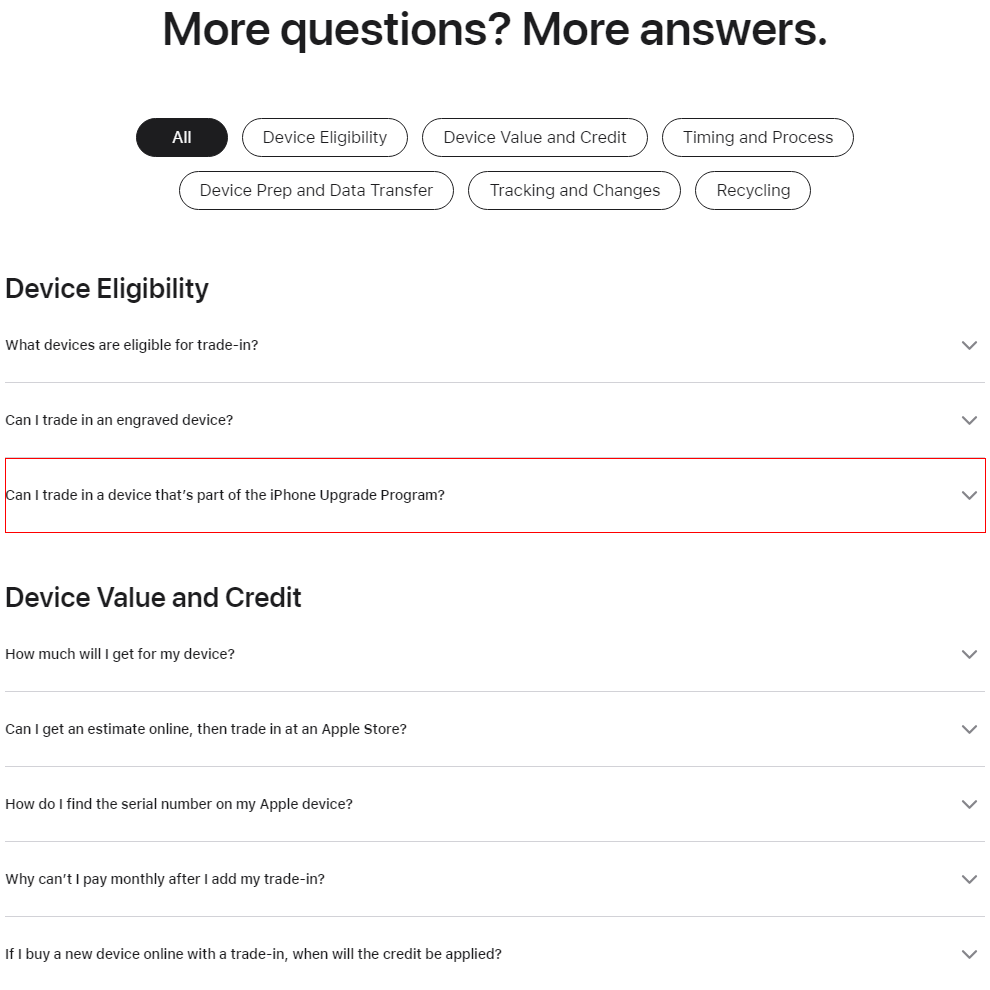 More questions? More answers.
All
Device Eligibility
Device Value and Credit
Timing and Process
Device Prep and Data Transfer
Tracking and Changes
Recycling
Device Eligibility
What devices are eligible for trade-in?
Can I trade in an engraved device?
Can I trade in a device that’s part of the iPhone Upgrade Program?
Device Value and Credit
How much will I get for my device?
Can I get an estimate online, then trade in at an Apple Store?
How do I find the serial number on my Apple device?
Why can’t I pay monthly after I add my trade-in?
If I buy a new device online with a trade-in, when will the credit be applied?